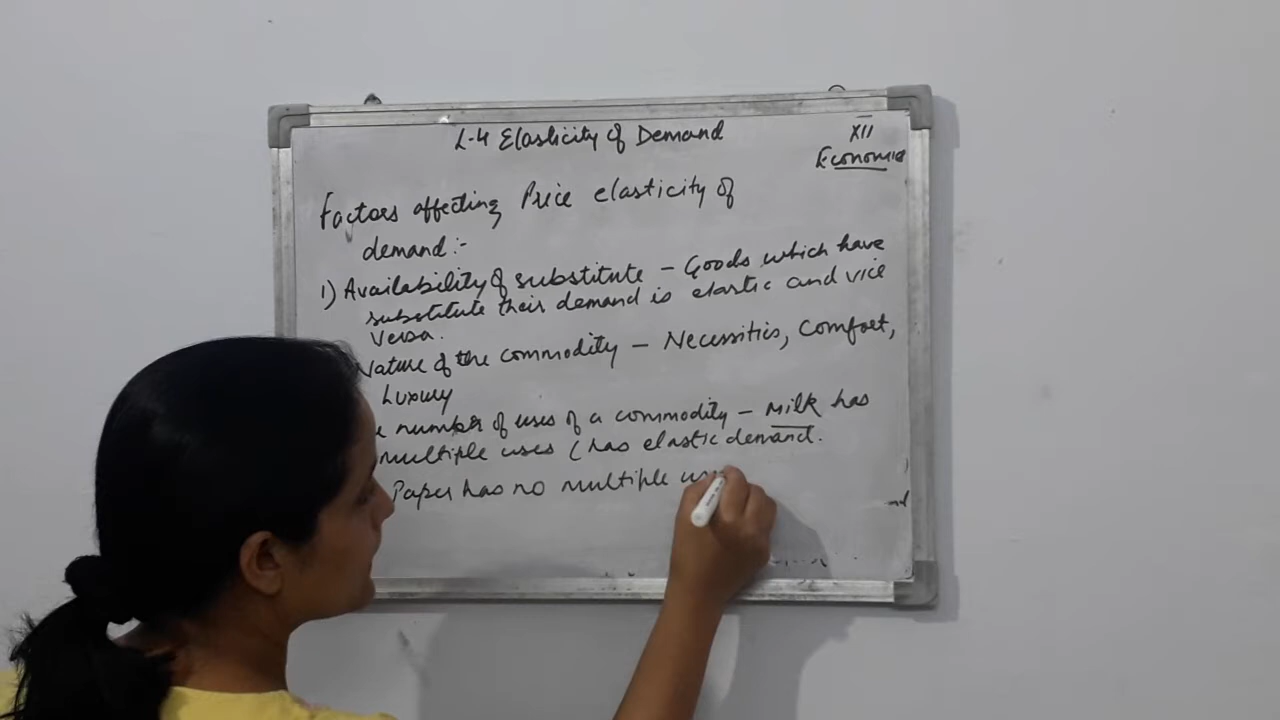 L-4 Elasticity of Demand
XII
Economics
Factors affecting Price elasticity of
demand :-
1) Availability of substitute – Goods which have
substitute their demand is elastic and vice
versa.
Nature of the commodity – Necessities, Comfort,
Luxury
number of uses of a commodity – Milk has
multiple uses (has elastic demand.
Paper has no multiple